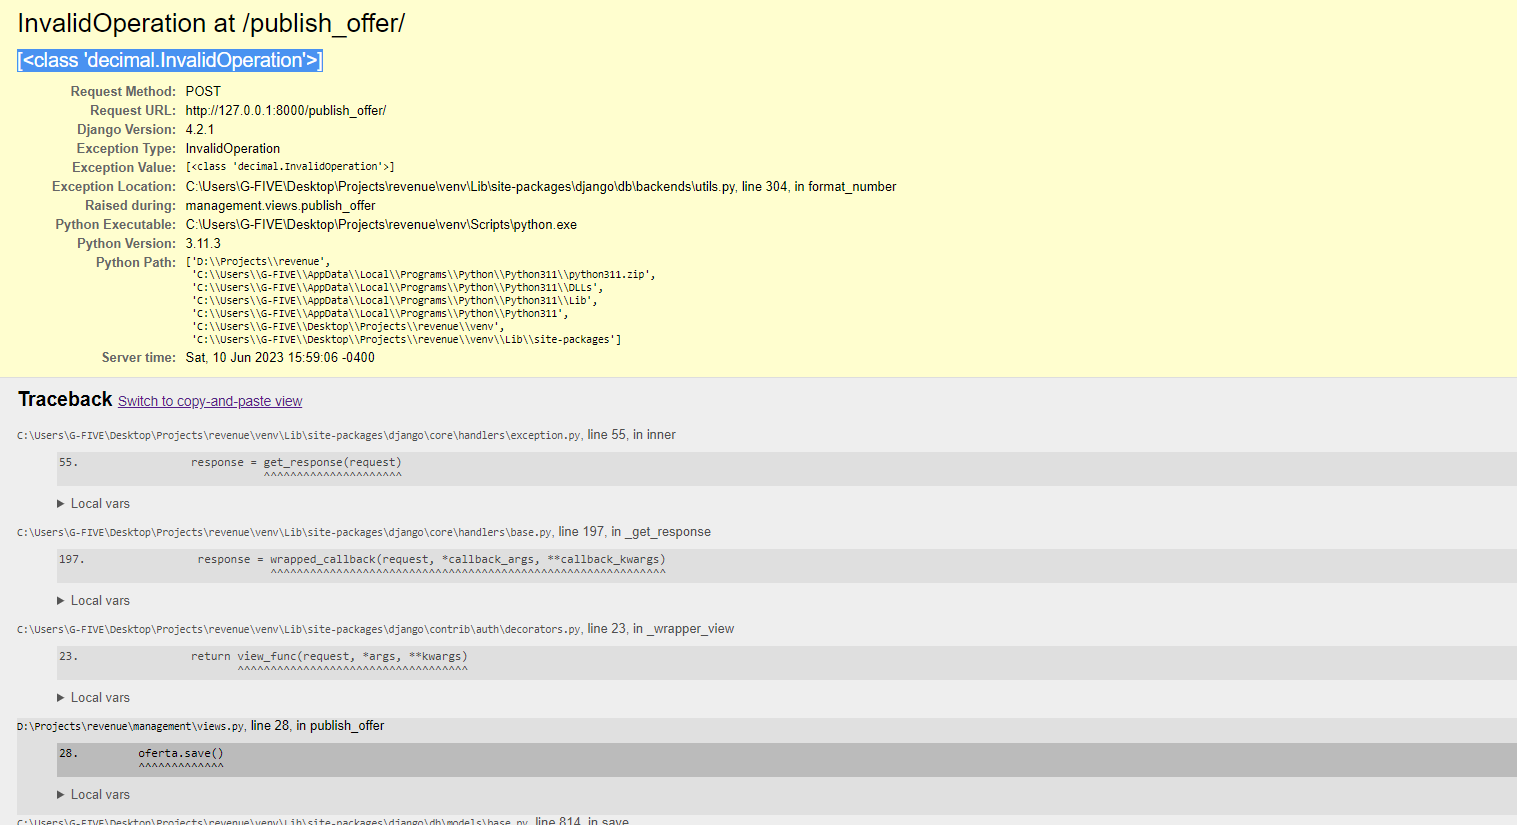 InvalidOperation at /publish_offer/
[<class 'decimal.InvalidOperation'>]
Request Method: POST
Request URL: http://127.0.0.1:8000/publish_offer/
Django Version: 4.2.1
Exception Type: InvalidOperation
Exception Value: [<class 'decimal.InvalidOperation'>]
Exception Location: C:\Users\G-FIVE\Desktop\Projects\revenue\venv\Lib\site-packages\django\db\backends\utils.py, line 304, in format_number
Raised during: management.views.publish_offer
Python Executable: C:\Users\G-FIVE\Desktop\Projects\revenue\venv\Scripts\python.exe
Python Version: 3.11.3
Python Path: ['D:\\Projects\\revenue',
'C:\\Users\\G-FIVE\\AppData\\Local\\Programs\\Python\\Python311\\python311.zip',
'C:\\Users\\G-FIVE\\AppData\\Local\\Programs\\Python\\Python311\\DLLs',
'C:\\Users\\G-FIVE\\AppData\\Local\\Programs\\Python\\Python311\\Lib',
'C:\\Users\\G-FIVE\\AppData\\Local\\Programs\\Python\\Python311',
'C:\\Users\\G-FIVE\\Desktop\\Projects\\revenue\\venv',
'C:\\Users\\G-FIVE\\Desktop\\Projects\\revenue\\venv\\Lib\\site-packages']
Server time: Sat, 10 Jun 2023 15:59:06 -0400
Traceback Switch to copy-and-paste view
C:\Users\G-FIVE\Desktop\Projects\revenue\venv\Lib\site-packages\django\core\handlers\exception.py, line 55, in inner
55. response = get_response(request)
^^^^^^^^^^^^^^^^^^^^^
▶ Local vars
C:\Users\G-FIVE\Desktop\Projects\revenue\venv\Lib\site-packages\django\core\handlers\base.py, line 197, in _get_response
197. response = wrapped_callback(request, *callback_args, **callback_kwargs)
^^^^^^^^^^^^^^^^^^^^^^^^^^^^^^^^^^^^^^^^^^^^^^^^^^^^^^^^^^^^
▶ Local vars
C:\Users\G-FIVE\Desktop\Projects\revenue\venv\Lib\site-packages\django\contrib\auth\decorators.py, line 23, in _wrapper_view
23. return view_func(request, *args, **kwargs)
^^^^^^^^^^^^^^^^^^^^^^^^^^^^^^^^^^^
▶ Local vars
D:\Projects\revenue\management\views.py, line 28, in publish_offer
28. oferta.save()
^^^^^^^^^^^^^
▶ Local vars
C:\Users\G-FIVE\Desktop\Projects\revenue\venv\Lib\site-packages\django\db\models\base.py, line 814, in save